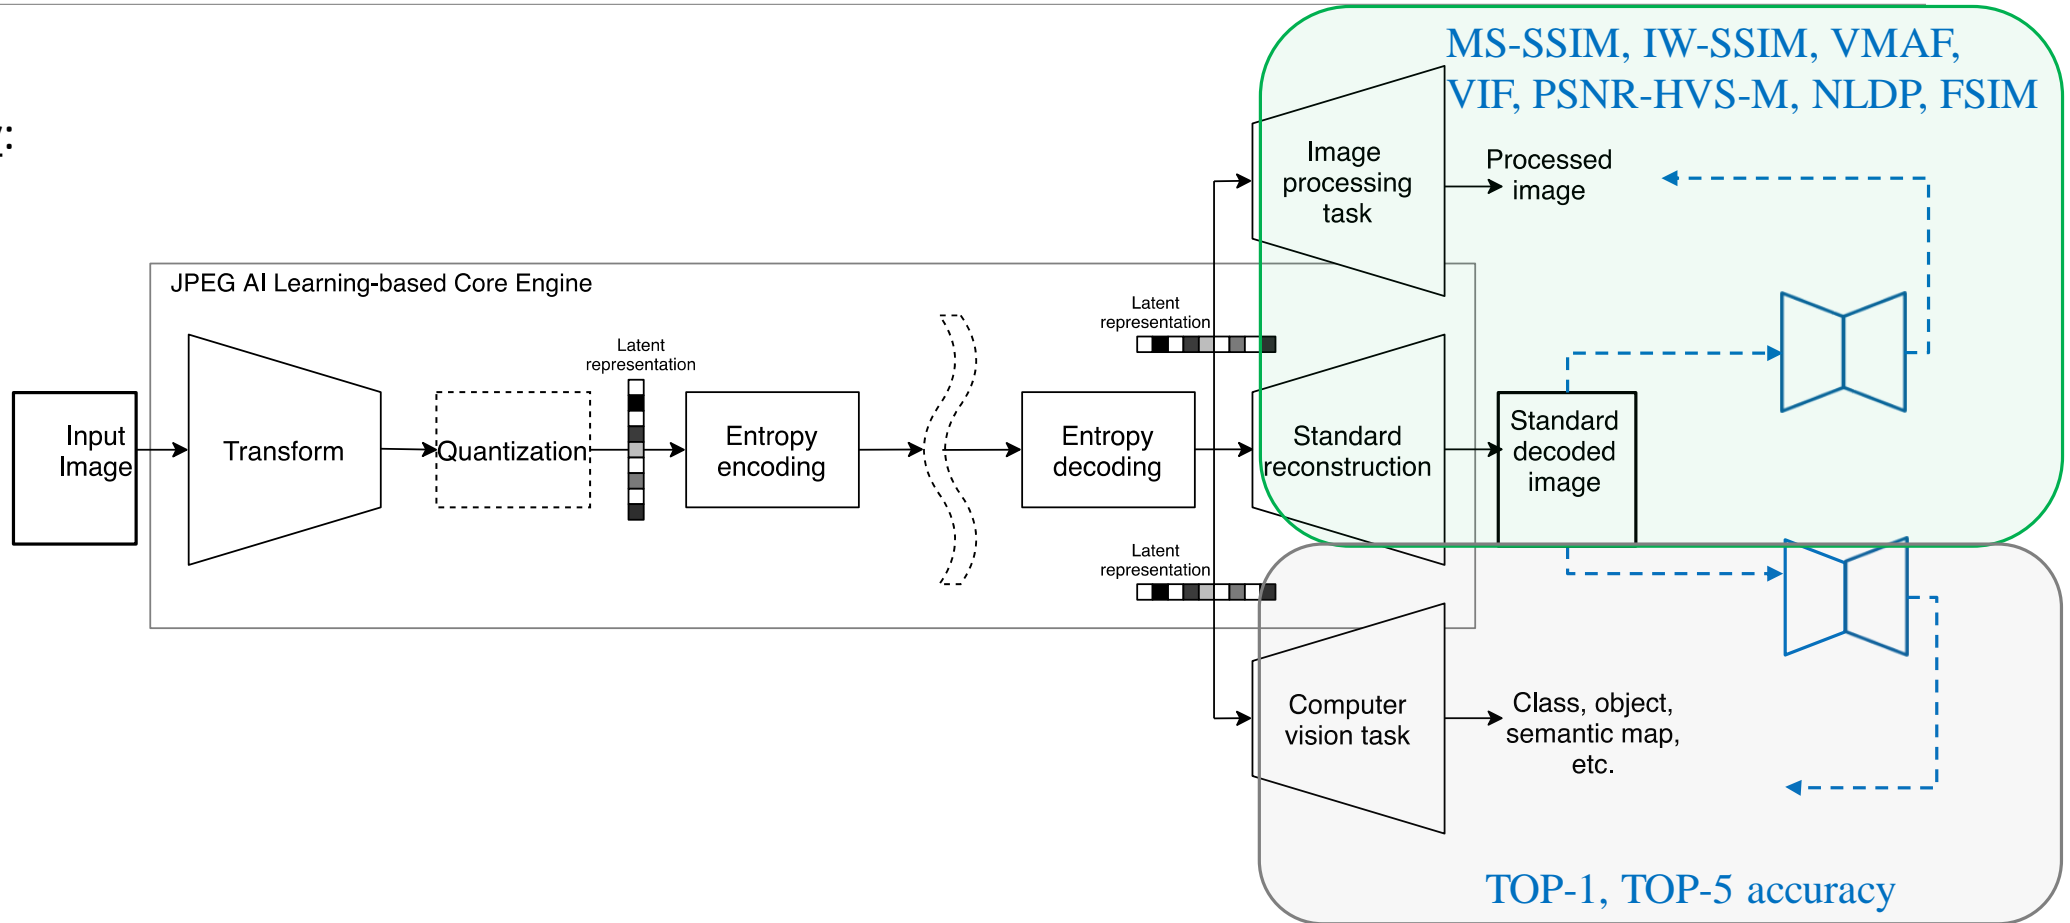 MS-SSIM, IW-SSIM, VMAF,
VIF, PSNR-HVS-M, NLDP, FSIM
Image
processing
task
Processed
image
JPEG AI Learning-based Core Engine
Input
Image
Transform
Quantization
Latent
representation
Entropy
encoding
Entropy
decoding
Latent
representation
Standard
reconstruction
Standard
decoded
image
Latent
representation
Computer
vision task
Class, object,
semantic map,
etc.
TOP-1, TOP-5 accuracy